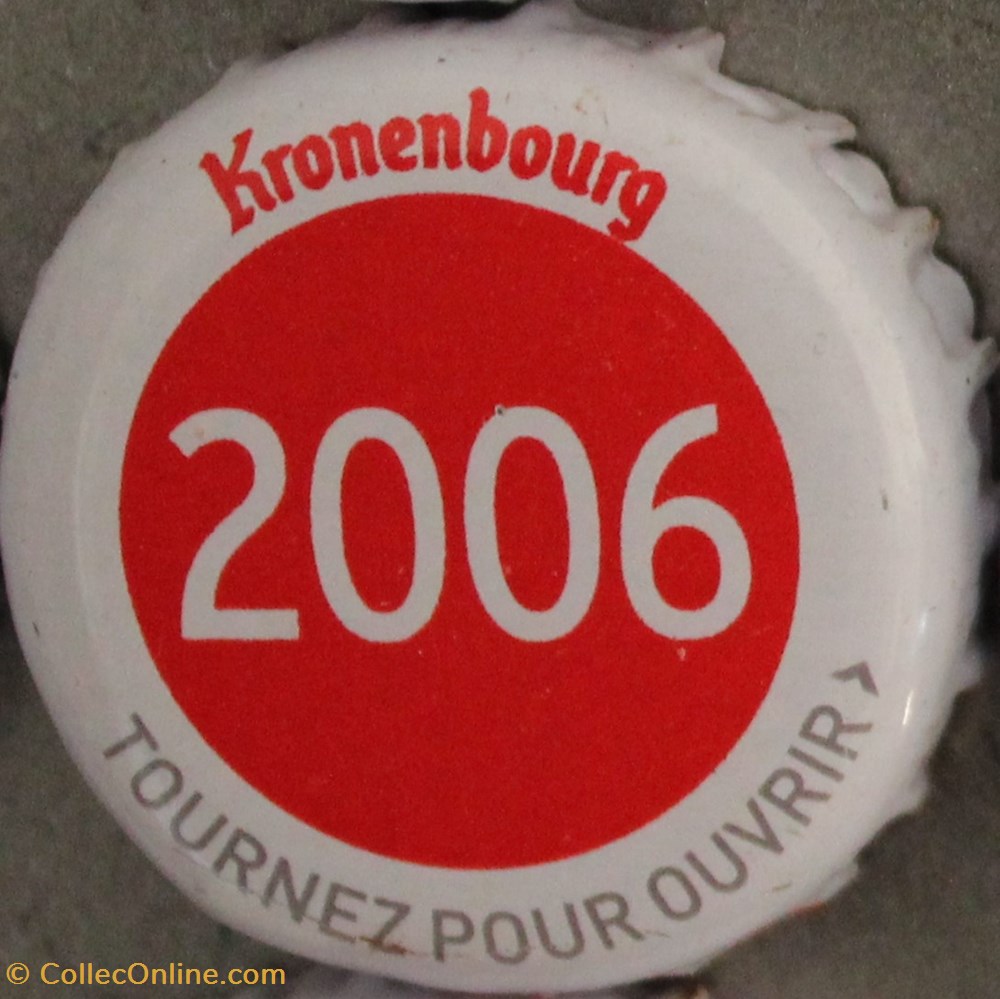 Kronenbourg
2006
TOURNEZ POUR OUVRIR >
© CollecOnline.com